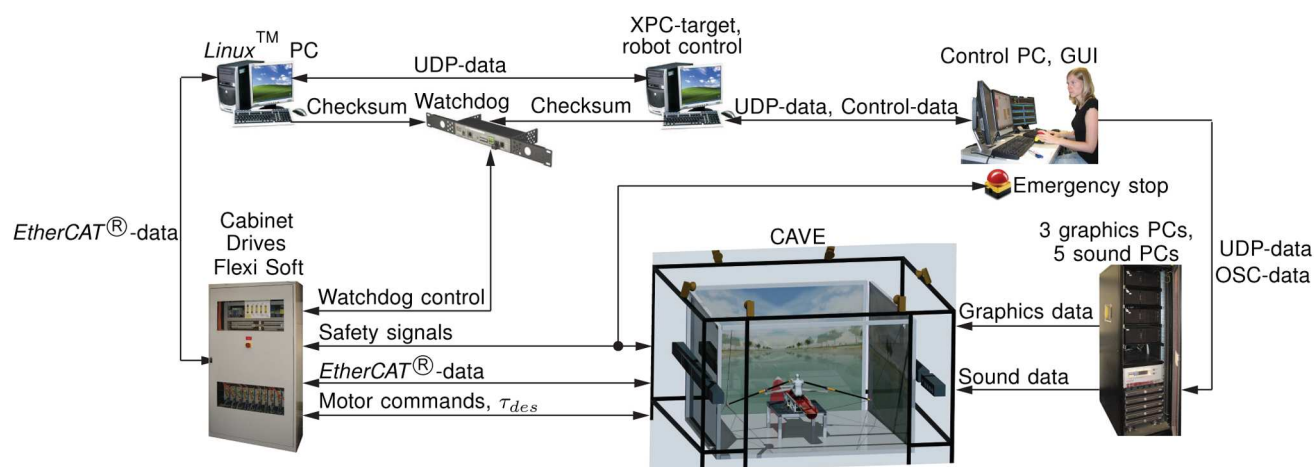 Linux™ PC
UDP-data
XPC-target,
robot control
Control PC, GUI
Checksum
Watchdog
Checksum
UDP-data, Control-data
Emergency stop
EtherCAT®-data
Cabinet
Drives
Flexi Soft
CAVE
3 graphics PCs,
5 sound PCs
UDP-data
OSC-data
Watchdog control
Safety signals
EtherCAT®-data
Motor commands, τdes
Graphics data
Sound data